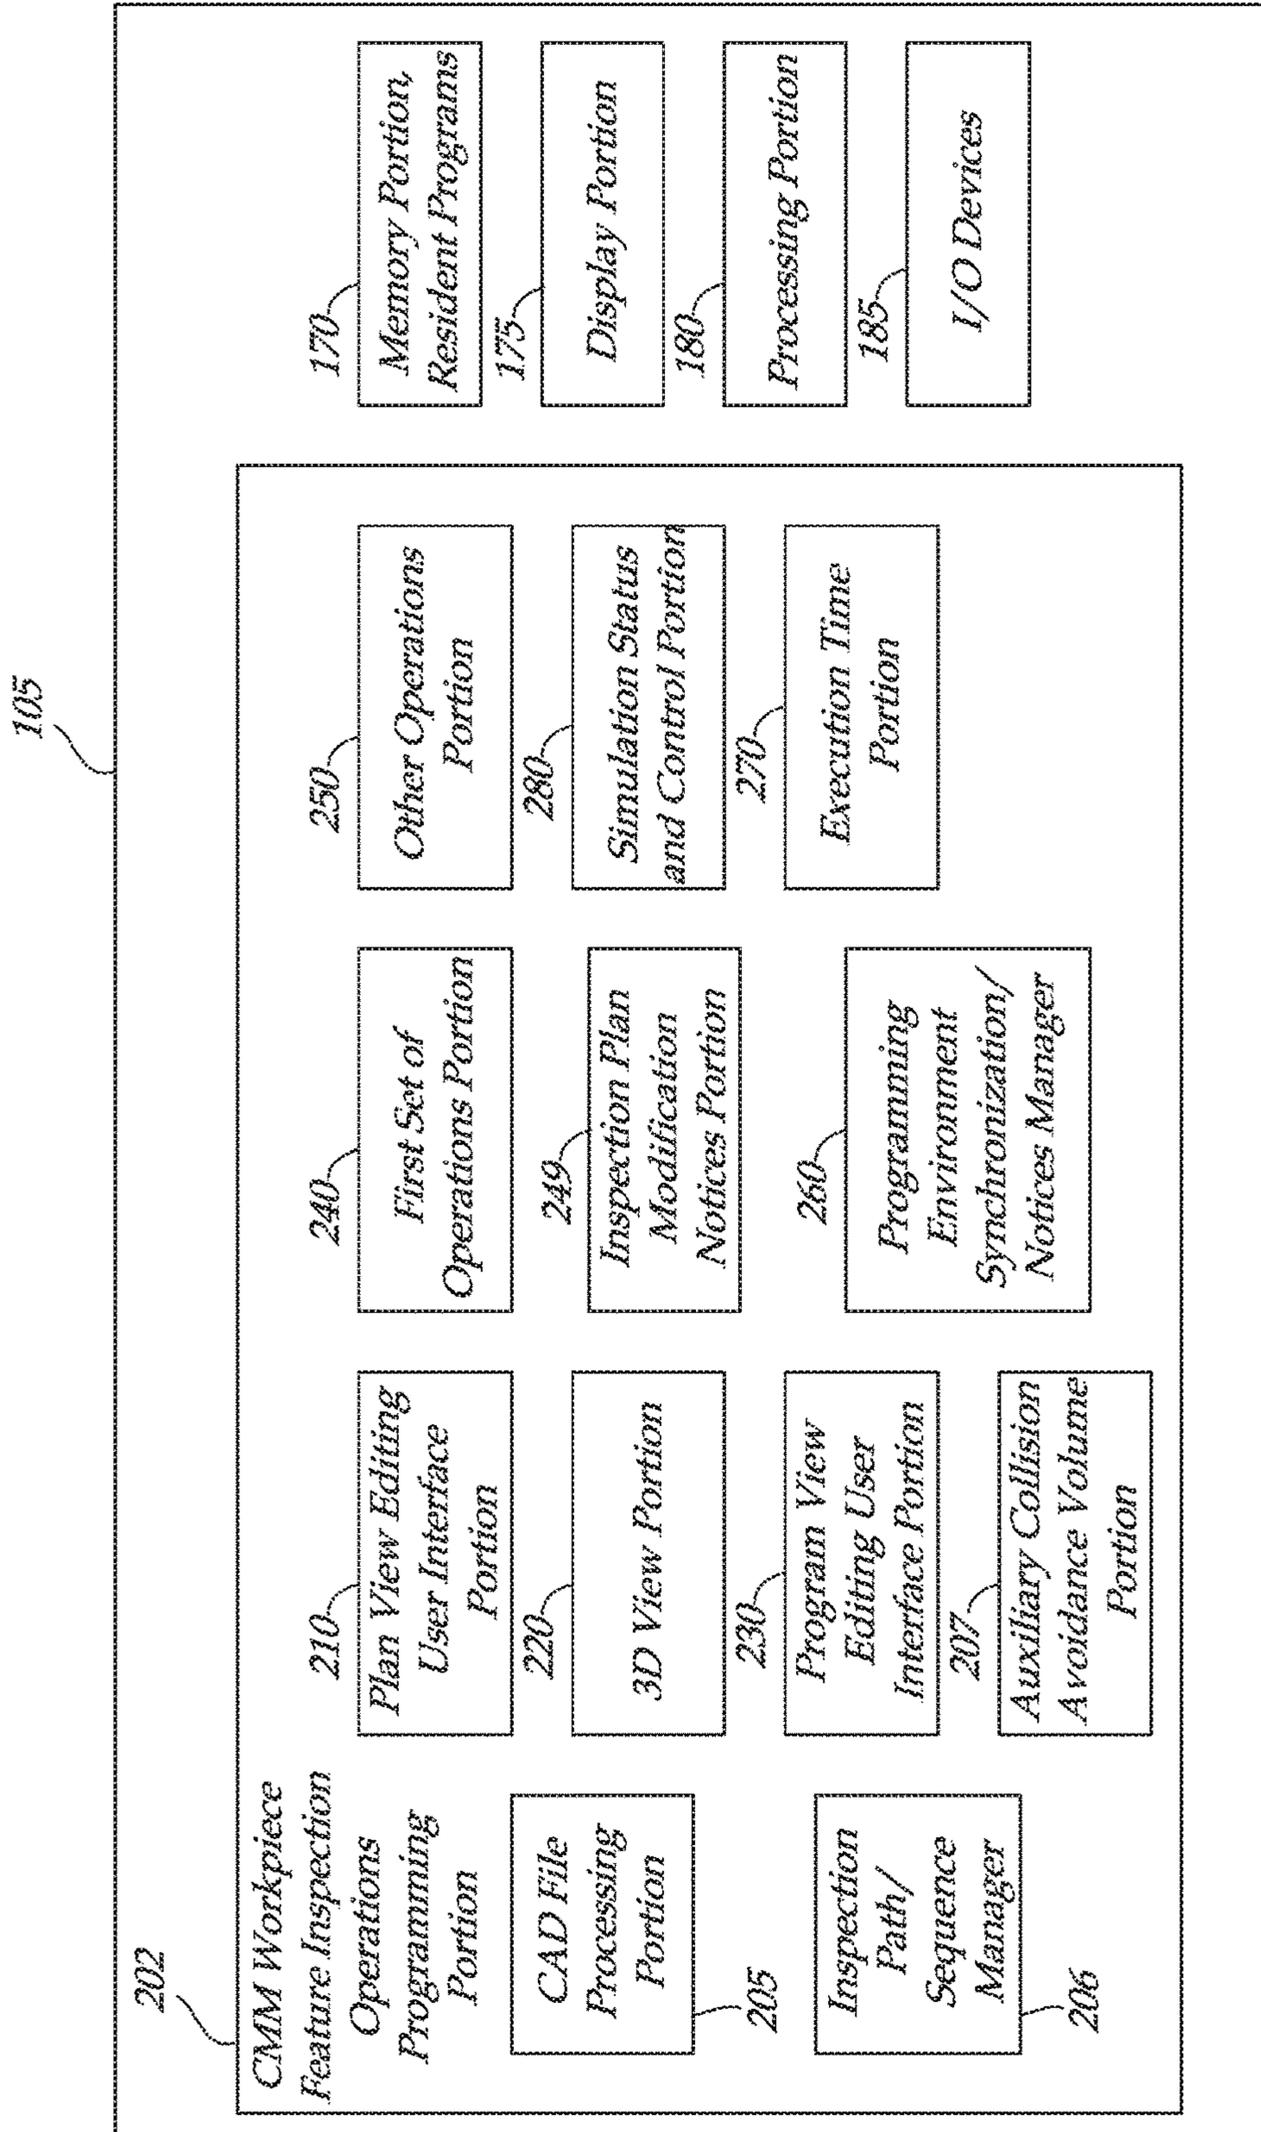 105
202
CMM Workpiece
Feature Inspection
Operations
Programming
Portion
CAD File
Processing
Portion
205
Inspection
Path/
Sequence
Manager
206
210
Plan View Editing
User Interface
Portion
220
3D View Portion
230
Program View
Editing User
Interface Portion
207
Auxiliary Collision
Avoidance Volume
Portion
240
First Set of
Operations Portion
249
Inspection Plan
Modification
Notices Portion
260
Programming
Environment
Synchronization/
Notices Manager
250
Other Operations
Portion
280
Simulation Status
and Control Portion
270
Execution Time
Portion
170
Memory Portion,
Resident Programs
175
Display Portion
180
Processing Portion
185
I/O Devices